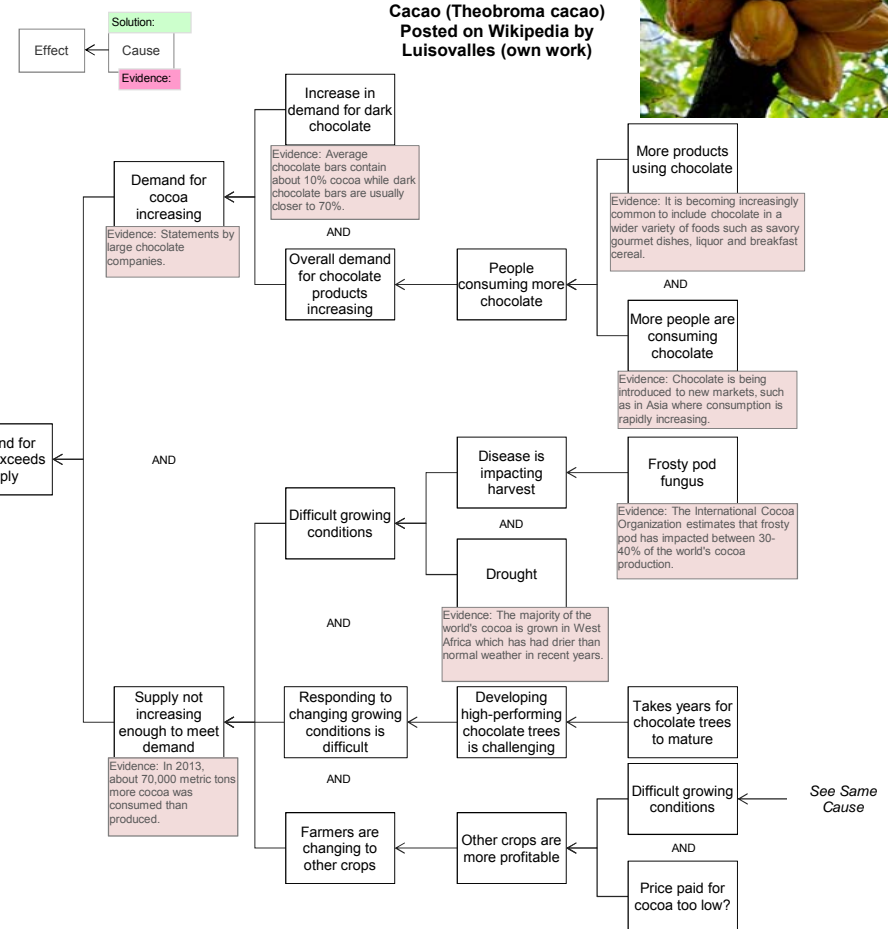 Cacao (Theobroma cacao)
Posted on Wikipedia by
Luisovalles (own work)
Solution:
Effect
Cause
Evidence:
Increase in
demand for dark
chocolate
Evidence: Average
chocolate bars contain
about 10% cocoa while dark
chocolate bars are usually
closer to 70%.
More products
using chocolate
Evidence: It is becoming increasingly
common to include chocolate in a
wider variety of foods such as savory
gourmet dishes, liquor and breakfast
cereal.
Demand for
cocoa
increasing
Evidence: Statements by
large chocolate
companies.
AND
Overall demand
for chocolate
products
increasing
People
consuming more
chocolate
AND
More people are
consuming
chocolate
Evidence: Chocolate is being
introduced to new markets, such
as in Asia where consumption is
rapidly increasing.
nd for
xceeds
ply
AND
Disease is
impacting
harvest
Frosty pod
fungus
Evidence: The International Cocoa
Organization estimates that frosty
pod has impacted between 30-
40% of the world's cocoa
production.
Difficult growing
conditions
AND
Drought
Evidence: The majority of the
world's cocoa is grown in West
Africa which has had drier than
normal weather in recent years.
AND
Supply not
increasing
enough to meet
demand
Evidence: In 2013,
about 70,000 metric tons
more cocoa was
consumed than
produced.
Responding to
changing growing
conditions is
difficult
Developing
high-performing
chocolate trees
is challenging
Takes years for
chocolate trees
to mature
AND
Difficult growing
conditions
See Same
Cause
Farmers are
changing to
other crops
Other crops are
more profitable
AND
Price paid for
cocoa too low?